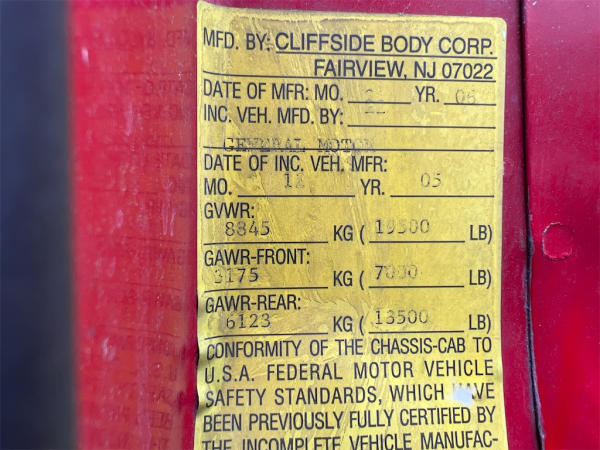 MFD. BY: CLIFFSIDE BODY CORP.
FAIRVIEW, NJ 07022
DATE OF MFR: MO. 2 YR. 06
INC. VEH. MFD. BY:
GENERAL MOTOR
DATE OF INC. VEH. MFR:
MO. 12 YR. 05
GVWR:
8845 KG ( 19500 LB)
GAWR-FRONT:
3175 KG ( 7000 LB)
GAWR-REAR:
6123 KG ( 13500 LB)
CONFORMITY OF THE CHASSIS-CAB TO
U.S.A. FEDERAL MOTOR VEHICLE
SAFETY STANDARDS, WHICH HAVE
BEEN PREVIOUSLY FULLY CERTIFIED BY
THE INCOMPLETE VEHICLE MANUFAC-